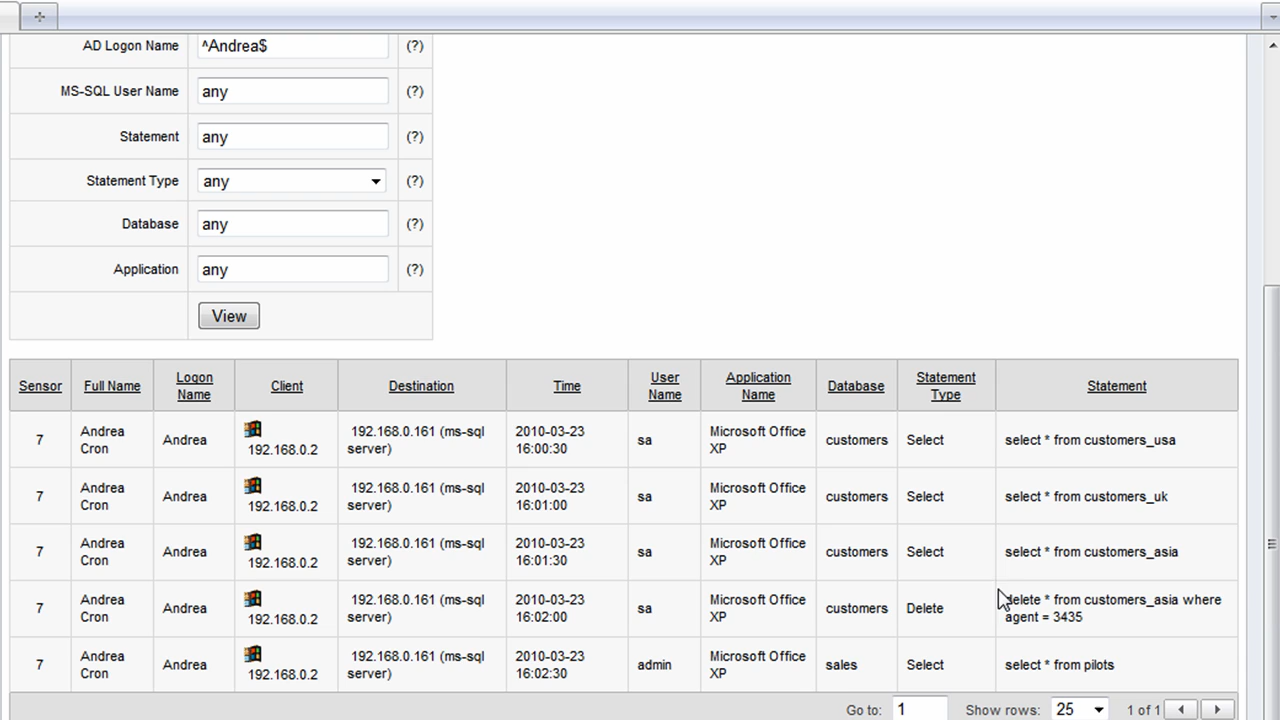 AD Logon Name ^Andrea$ (?)
MS-SQL User Name any (?)
Statement any (?)
Statement Type any (?)
Database any (?)
Application any (?)
View
Sensor Full Name Logon Name Client Destination Time User Name Application Name Database Statement Type Statement
7 Andrea Cron Andrea 192.168.0.2 192.168.0.161 (ms-sql server) 2010-03-23 16:00:30 sa Microsoft Office XP customers Select select * from customers_usa
7 Andrea Cron Andrea 192.168.0.2 192.168.0.161 (ms-sql server) 2010-03-23 16:01:00 sa Microsoft Office XP customers Select select * from customers_uk
7 Andrea Cron Andrea 192.168.0.2 192.168.0.161 (ms-sql server) 2010-03-23 16:01:30 sa Microsoft Office XP customers Select select * from customers_asia
7 Andrea Cron Andrea 192.168.0.2 192.168.0.161 (ms-sql server) 2010-03-23 16:02:00 sa Microsoft Office XP customers Delete delete * from customers_asia where agent = 3435
7 Andrea Cron Andrea 192.168.0.2 192.168.0.161 (ms-sql server) 2010-03-23 16:02:30 admin Microsoft Office XP sales Select select * from pilots
Go to: 1 Show rows: 25 1 of 1